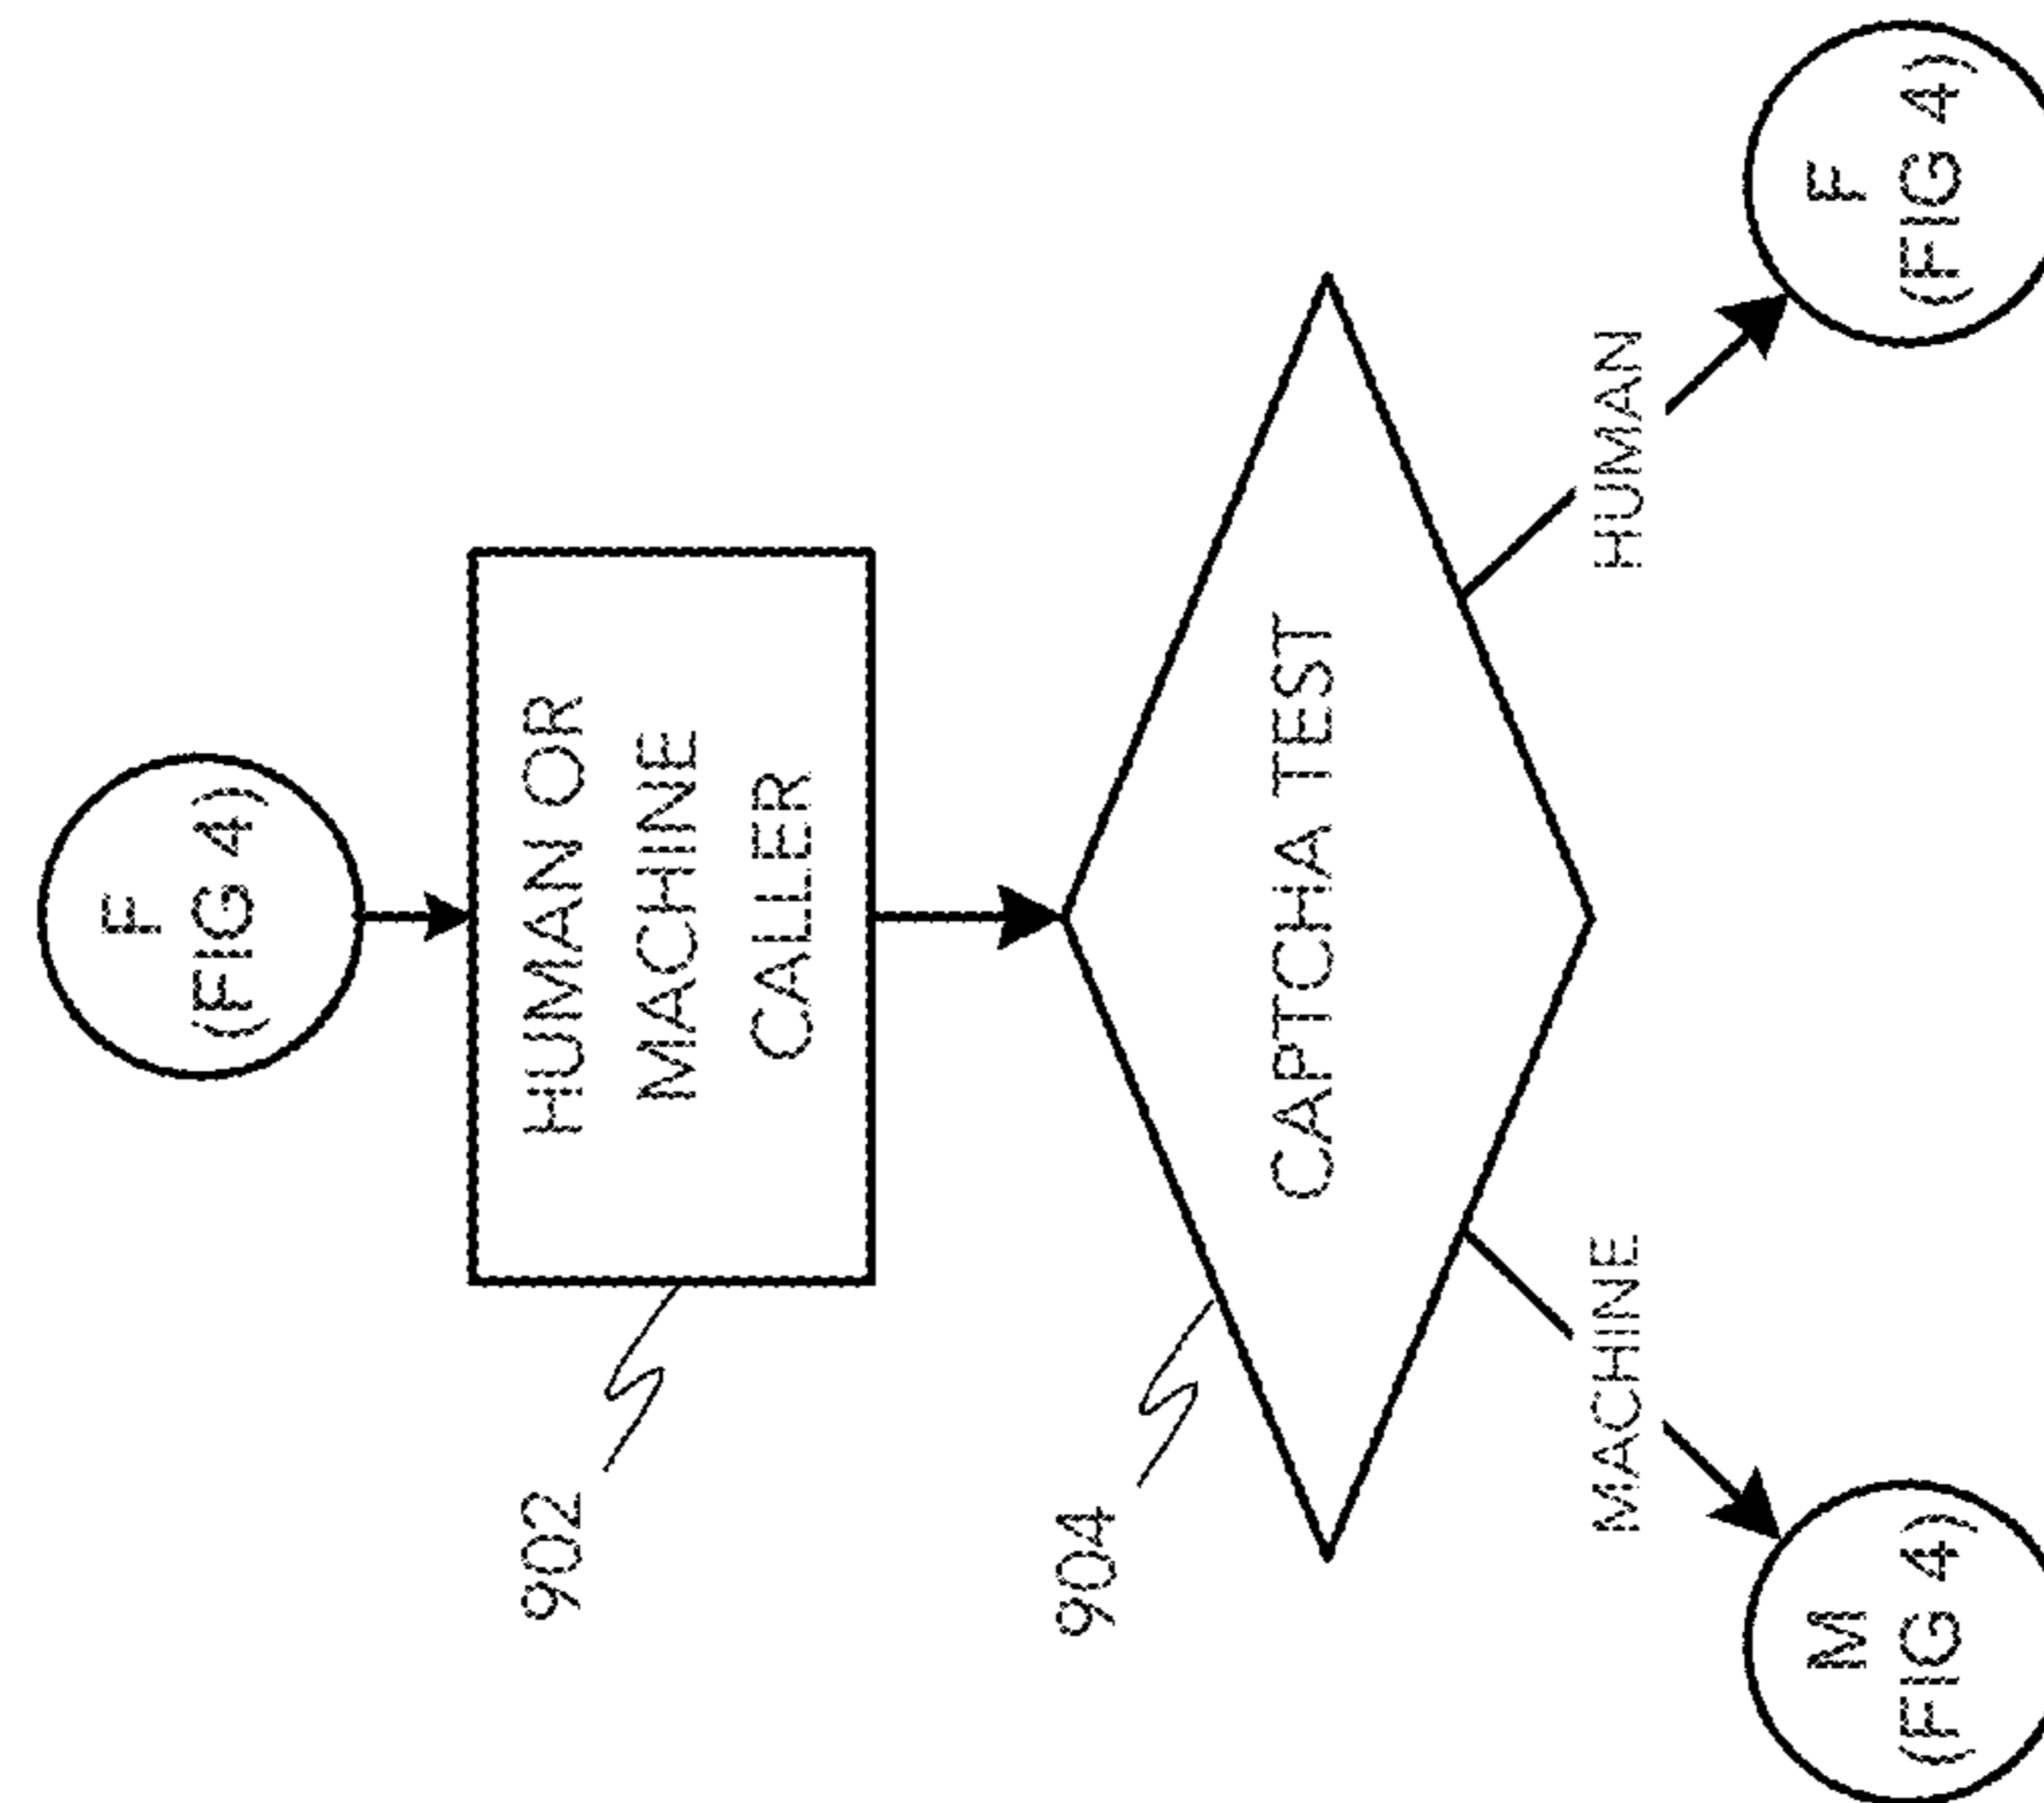 F
(FIG 4)
HUMAN OR
MACHINE
CALLER
902
CAPTCHA TEST
904
MACHINE
HUMAN
M
(FIG 4)
F
(FIG 4)